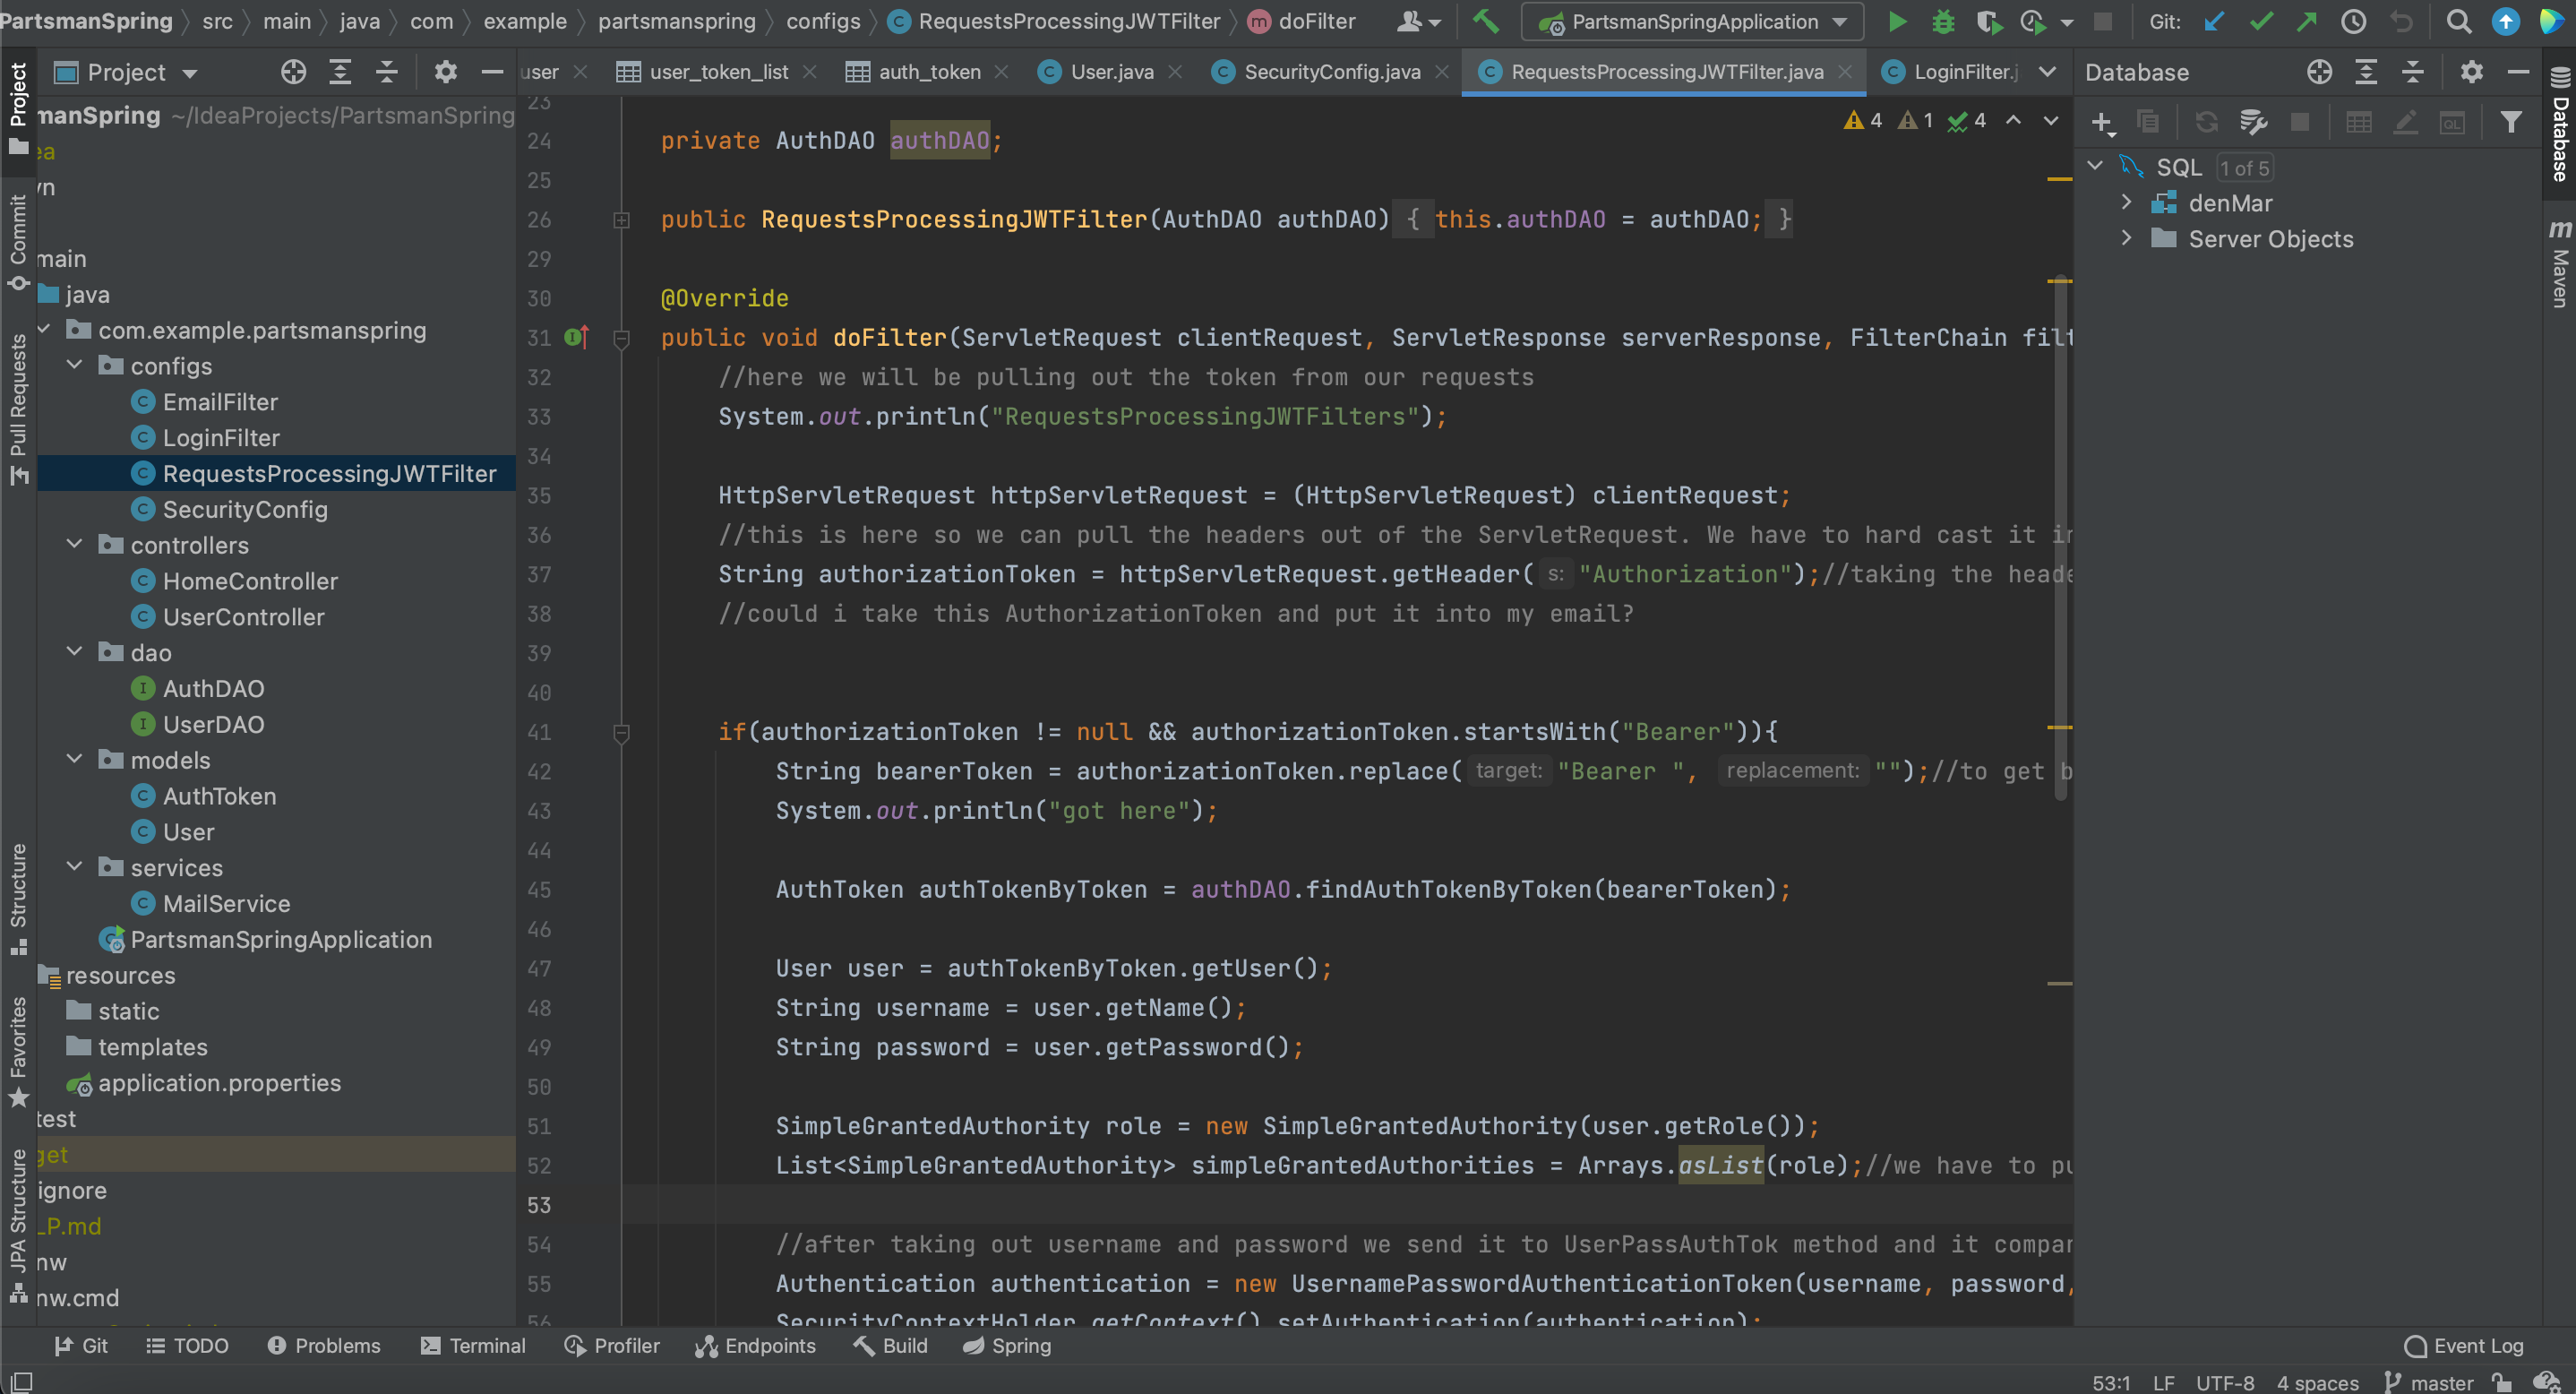 PartsmanSpring src main java com example partsmanspring configs RequestsProcessingJWTFilter doFilter PartsmanSpringApplication Git:
Project
user user_token_list auth_token User.java SecurityConfig.java RequestsProcessingJWTFilter.java LoginFilter.j
Database
manSpring ~/IdeaProjects/PartsmanSpring
ea
vn
main
java
com.example.partsmanspring
configs
EmailFilter
LoginFilter
RequestsProcessingJWTFilter
SecurityConfig
controllers
HomeController
UserController
dao
AuthDAO
UserDAO
models
AuthToken
User
services
MailService
PartsmanSpringApplication
resources
static
templates
application.properties
test
get
ignore
LP.md
nw
nw.cmd
Project
Commit
Pull Requests
Structure
Favorites
JPA Structure
4 1 4
23
24 private AuthDAO authDAO;
25
26 public RequestsProcessingJWTFilter(AuthDAO authDAO) { this.authDAO = authDAO; }
29
30 @Override
31 public void doFilter(ServletRequest clientRequest, ServletResponse serverResponse, FilterChain filt
32 //here we will be pulling out the token from our requests
33 System.out.println("RequestsProcessingJWTFilters");
34
35 HttpServletRequest httpServletRequest = (HttpServletRequest) clientRequest;
36 //this is here so we can pull the headers out of the ServletRequest. We have to hard cast it in
37 String authorizationToken = httpServletRequest.getHeader( s: "Authorization");//taking the heade
38 //could i take this AuthorizationToken and put it into my email?
39
40
41 if(authorizationToken != null && authorizationToken.startsWith("Bearer")){
42 String bearerToken = authorizationToken.replace( target: "Bearer ", replacement: "");//to get b
43 System.out.println("got here");
44
45 AuthToken authTokenByToken = authDAO.findAuthTokenByToken(bearerToken);
46
47 User user = authTokenByToken.getUser();
48 String username = user.getName();
49 String password = user.getPassword();
50
51 SimpleGrantedAuthority role = new SimpleGrantedAuthority(user.getRole());
52 List<SimpleGrantedAuthority> simpleGrantedAuthorities = Arrays.asList(role);//we have to pu
53
54 //after taking out username and password we send it to UserPassAuthTok method and it compar
55 Authentication authentication = new UsernamePasswordAuthenticationToken(username, password,
56 SecurityContextHolder.getContext().setAuthentication(authentication);
SQL 1 of 5
denMar
Server Objects
Database
Maven
Git TODO Problems Terminal Profiler Endpoints Build Spring Event Log
53:1 LF UTF-8 4 spaces master